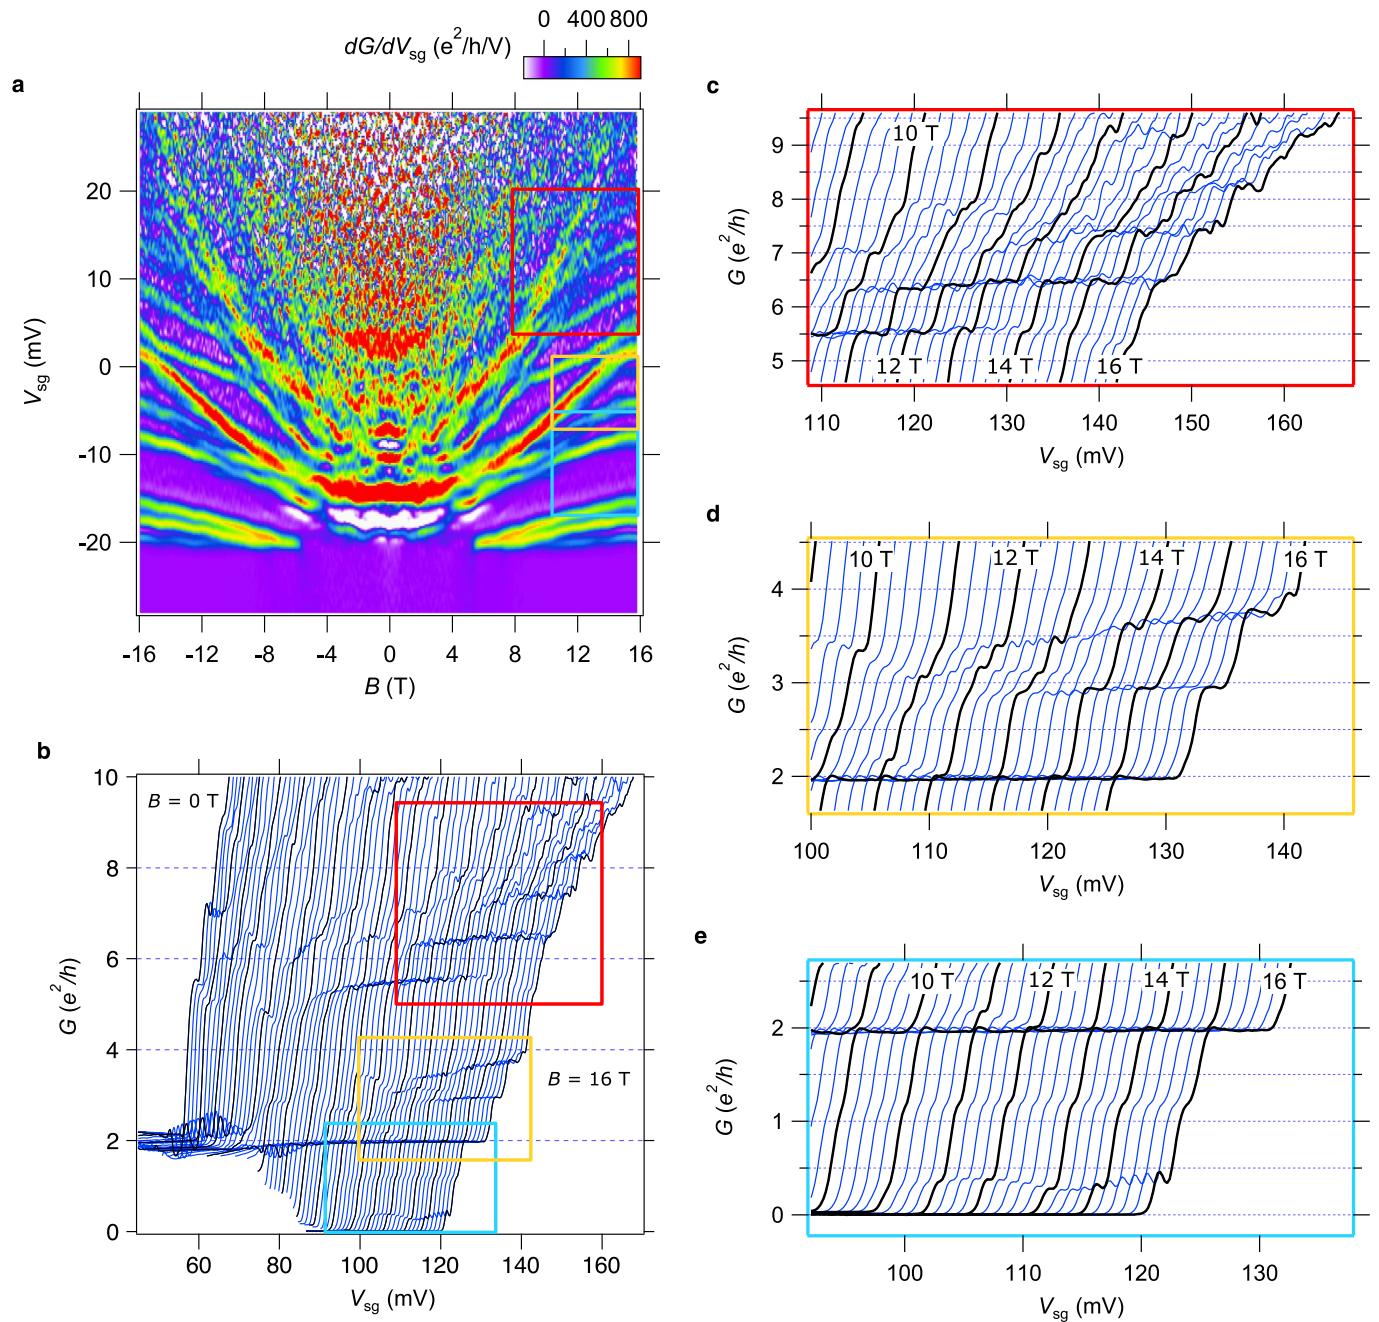 0 400 800
dG/dVsg (e²/h/V)
a
20
10
0
-10
-20
Vsg (mV)
-16 -12 -8 -4 0 4 8 12 16
B (T)
b
10
8
6
4
2
0
G (e²/h)
B = 0 T
B = 16 T
60 80 100 120 140 160
Vsg (mV)
c
9
8
7
6
5
G (e²/h)
10 T
12 T 14 T 16 T
110 120 130 140 150 160
Vsg (mV)
d
4
3
2
G (e²/h)
10 T 12 T 14 T 16 T
100 110 120 130 140
Vsg (mV)
e
2
1
0
G (e²/h)
10 T 12 T 14 T 16 T
100 110 120 130
Vsg (mV)